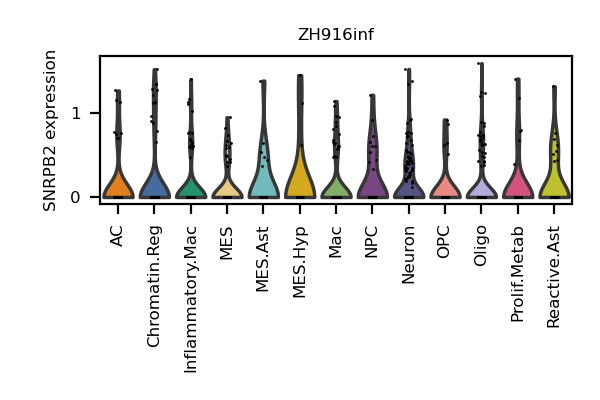 ZH916inf
SNRPB2 expression
1
0
AC
Chromatin.Reg
Inflammatory.Mac
MES
MES.Ast
MES.Hyp
Mac
NPC
Neuron
OPC
Oligo
Prolif.Metab
Reactive.Ast